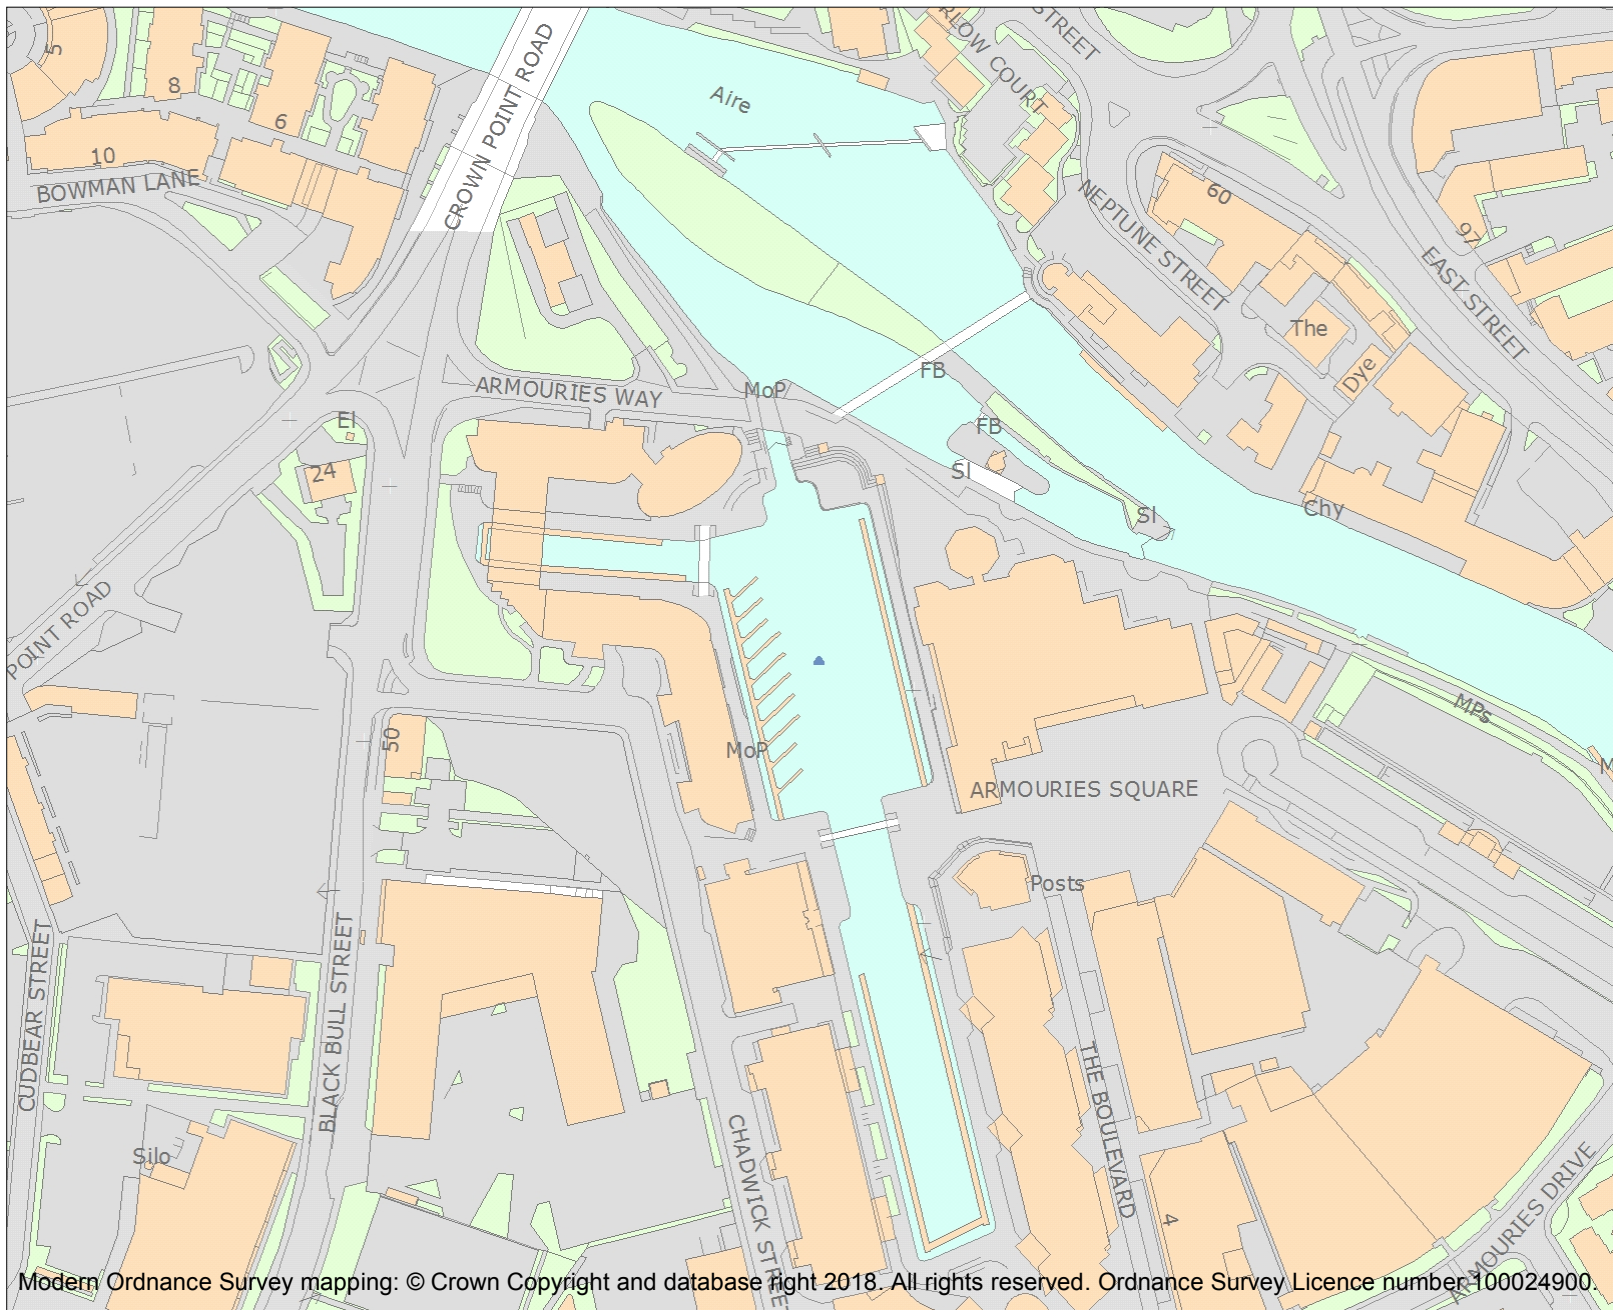 5
8
6
10
BOWMAN LANE
CROWN POINT ROAD
Aire
RLOW COURT
STREET
NEPTUNE STREET
60
97
EAST STREET
The
Dye
FB
MoP
ARMOURIES WAY
El
24
FB
Sl
Sl
Chy
POINT ROAD
50
MoP
MPs
M
ARMOURIES SQUARE
Posts
CUDBEAR STREET
BLACK BULL STREET
Silo
CHADWICK STREET
THE BOULEVARD
4
ARMOURIES DRIVE
Modern Ordnance Survey mapping: © Crown Copyright and database right 2018. All rights reserved. Ordnance Survey Licence number 100024900.